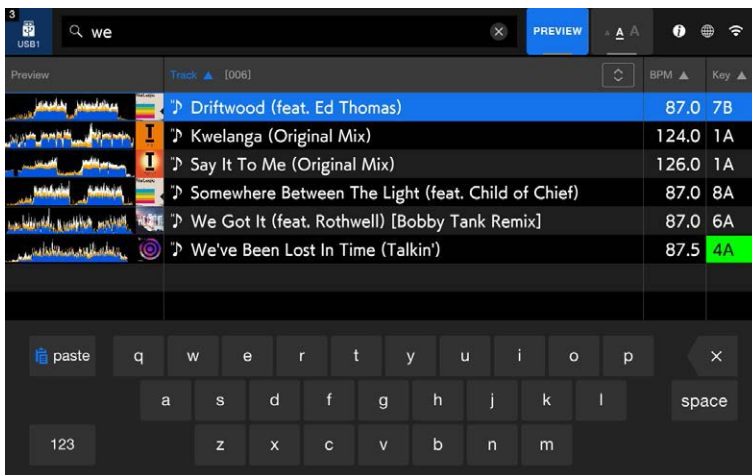 3
USB1
we
PREVIEW
A A A
Preview Track [006] BPM Key
Driftwood (feat. Ed Thomas) 87.0 7B
Kwelanga (Original Mix) 124.0 1A
Say It To Me (Original Mix) 126.0 1A
Somewhere Between The Light (feat. Child of Chief) 87.0 8A
We Got It (feat. Rothwell) [Bobby Tank Remix] 87.0 6A
We've Been Lost In Time (Talkin') 87.5 4A
paste q w e r t y u i o p
a s d f g h j k l space
123 z x c v b n m